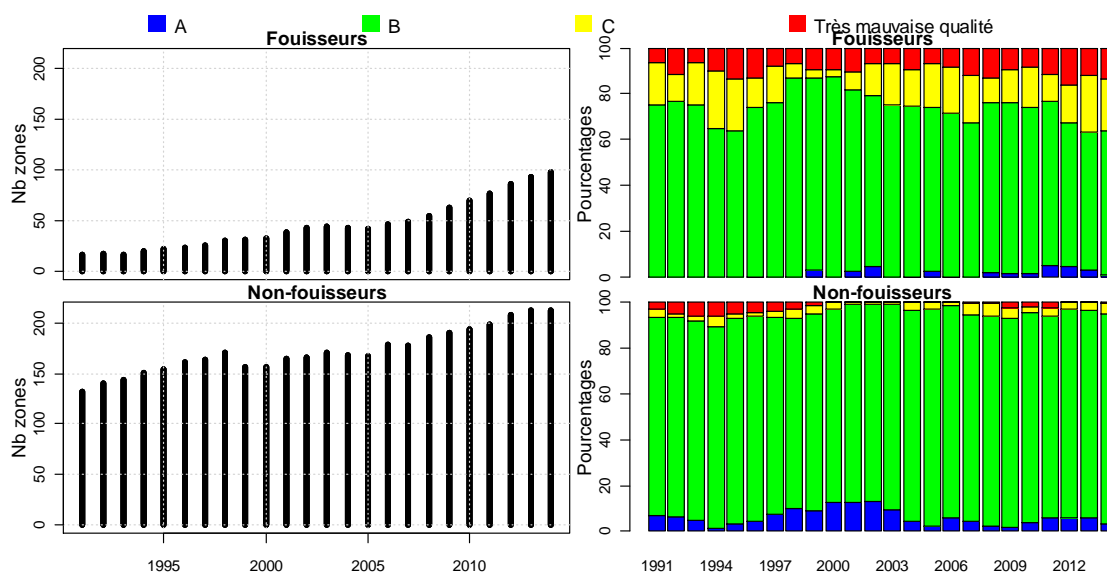 A B C Très mauvaise qualité
Fouisseurs
Nb zones
0 50 100 150 200
Fouisseurs
Pourcentages
0 20 40 60 80 100
Non-fouisseurs
Nb zones
0 50 100 150 200
1995 2000 2005 2010
Non-fouisseurs
Pourcentages
0 20 40 60 80 100
1991 1994 1997 2000 2003 2006 2009 2012